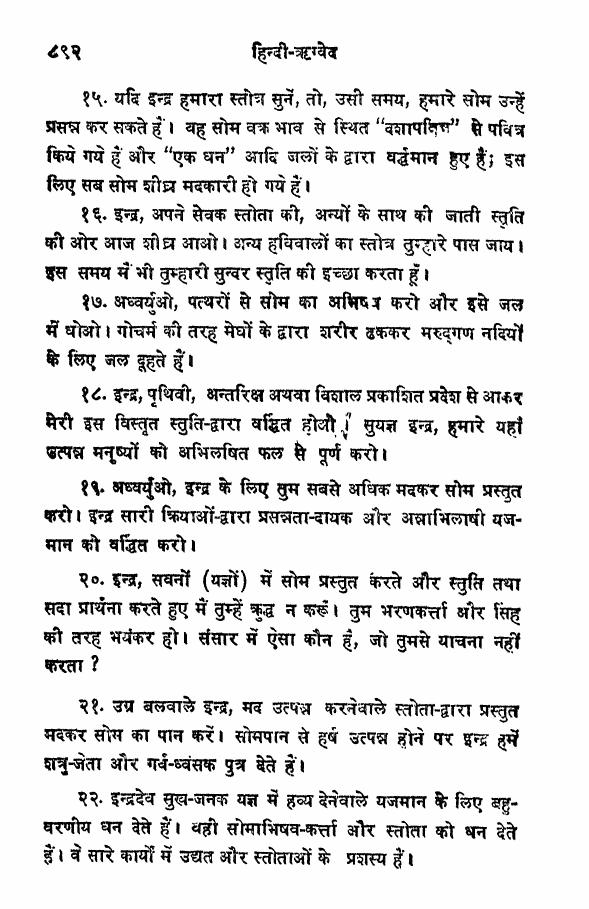 ८९२ हिन्दी-ऋग्वेद
१५. यदि इन्द्र हमारा स्तोत्र सुनें, तो, उसी समय, हमारे सोम उन्हें
प्रसन्न कर सकते हैं। वह सोम वक्र भाव से स्थित “दशापवित्र” से पवित्र
किये गये हैं और “एक धन” आदि जलों के द्वारा वर्द्धमान हुए हैं; इस
लिए सब सोम शीघ्र मदकारी हो गये हैं।
१६. इन्द्र, अपने सेवक स्तोता की, अन्यों के साथ की जाती स्तुति
की ओर आज शीघ्र आओ। अन्य हविवालों का स्तोत्र तुम्हारे पास जाय।
इस समय मैं भी तुम्हारी सुन्दर स्तुति की इच्छा करता हूँ।
१७. अध्वर्युओ, पत्थरों से सोम का अभिषव करो और इसे जल
में धोओ। गोचर्म की तरह मेघों के द्वारा शरीर ढककर मरुद्गण नदियों
के लिए जल दूहते हैं।
१८. इन्द्र, पृथिवी, अन्तरिक्ष अथवा विशाल प्रकाशित प्रदेश से आकर
मेरी इस विस्तृत स्तुति-द्वारा वर्द्धित होओ। सुयज्ञ इन्द्र, हमारे यहाँ
उत्पन्न मनुष्यों को अभिलषित फल से पूर्ण करो।
१९. अध्वर्युओ, इन्द्र के लिए तुम सबसे अधिक मदकर सोम प्रस्तुत
करो। इन्द्र सारी क्रियाओं-द्वारा प्रसन्नता-दायक और अन्नाभिलाषी यज-
मान को वर्द्धित करो।
२०. इन्द्र, सवनों (यज्ञों) में सोम प्रस्तुत करते और स्तुति तथा
सदा प्रार्थना करते हुए मैं तुम्हें क्रुद्ध न करूँ। तुम भरणकर्त्ता और सिंह
की तरह भयंकर हो। संसार में ऐसा कौन है, जो तुमसे याचना नहीं
करता ?
२१. उग्र बलवाले इन्द्र, मद उत्पन्न करनेवाले स्तोता-द्वारा प्रस्तुत
मदकर सोम का पान करें। सोमपान से हर्ष उत्पन्न होने पर इन्द्र हमें
शत्रु-जेता और गर्व-ध्वंसक पुत्र देते हैं।
२२. इन्द्रदेव सुख-जनक यज्ञ में हव्य देनेवाले यजमान के लिए बहु-
वरणीय धन देते हैं। वही सोमाभिषव-कर्त्ता और स्तोता को धन देते
हैं। वे सारे कार्यों में उद्यत और स्तोताओं के प्रशस्य हैं।